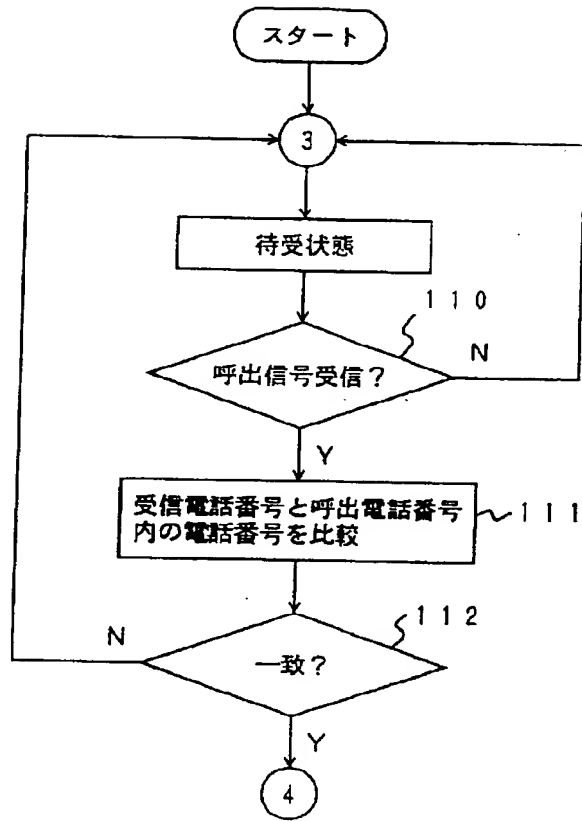 スタート
3
待受状態
110
呼出信号受信？
N
Y
受信電話番号と呼出電話番号
内の電話番号を比較
111
112
N
一致？
Y
4